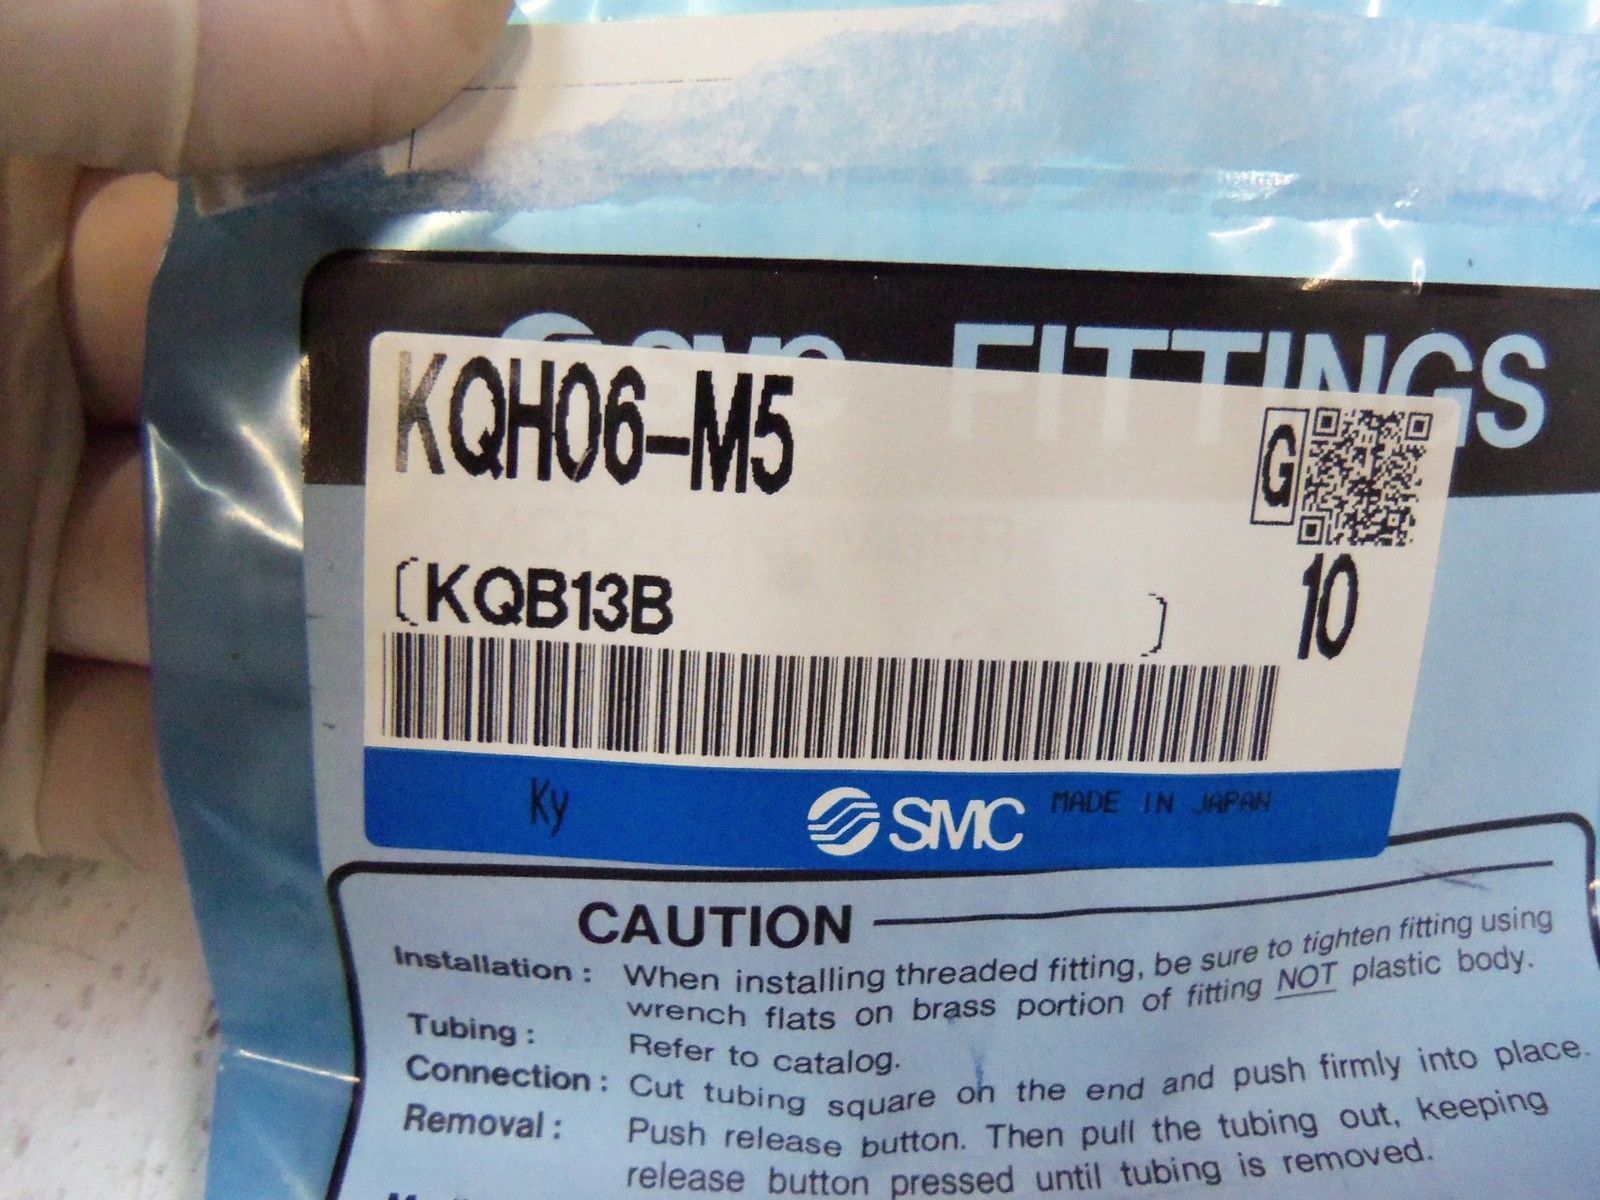 FITTINGS
KQH06-M5
G
(KQB13B )
10
Ky
SMC MADE IN JAPAN
CAUTION
Installation : When installing threaded fitting, be sure to tighten fitting using
wrench flats on brass portion of fitting NOT plastic body.
Tubing : Refer to catalog.
Connection : Cut tubing square on the end and push firmly into place.
Removal : Push release button. Then pull the tubing out, keeping
release button pressed until tubing is removed.